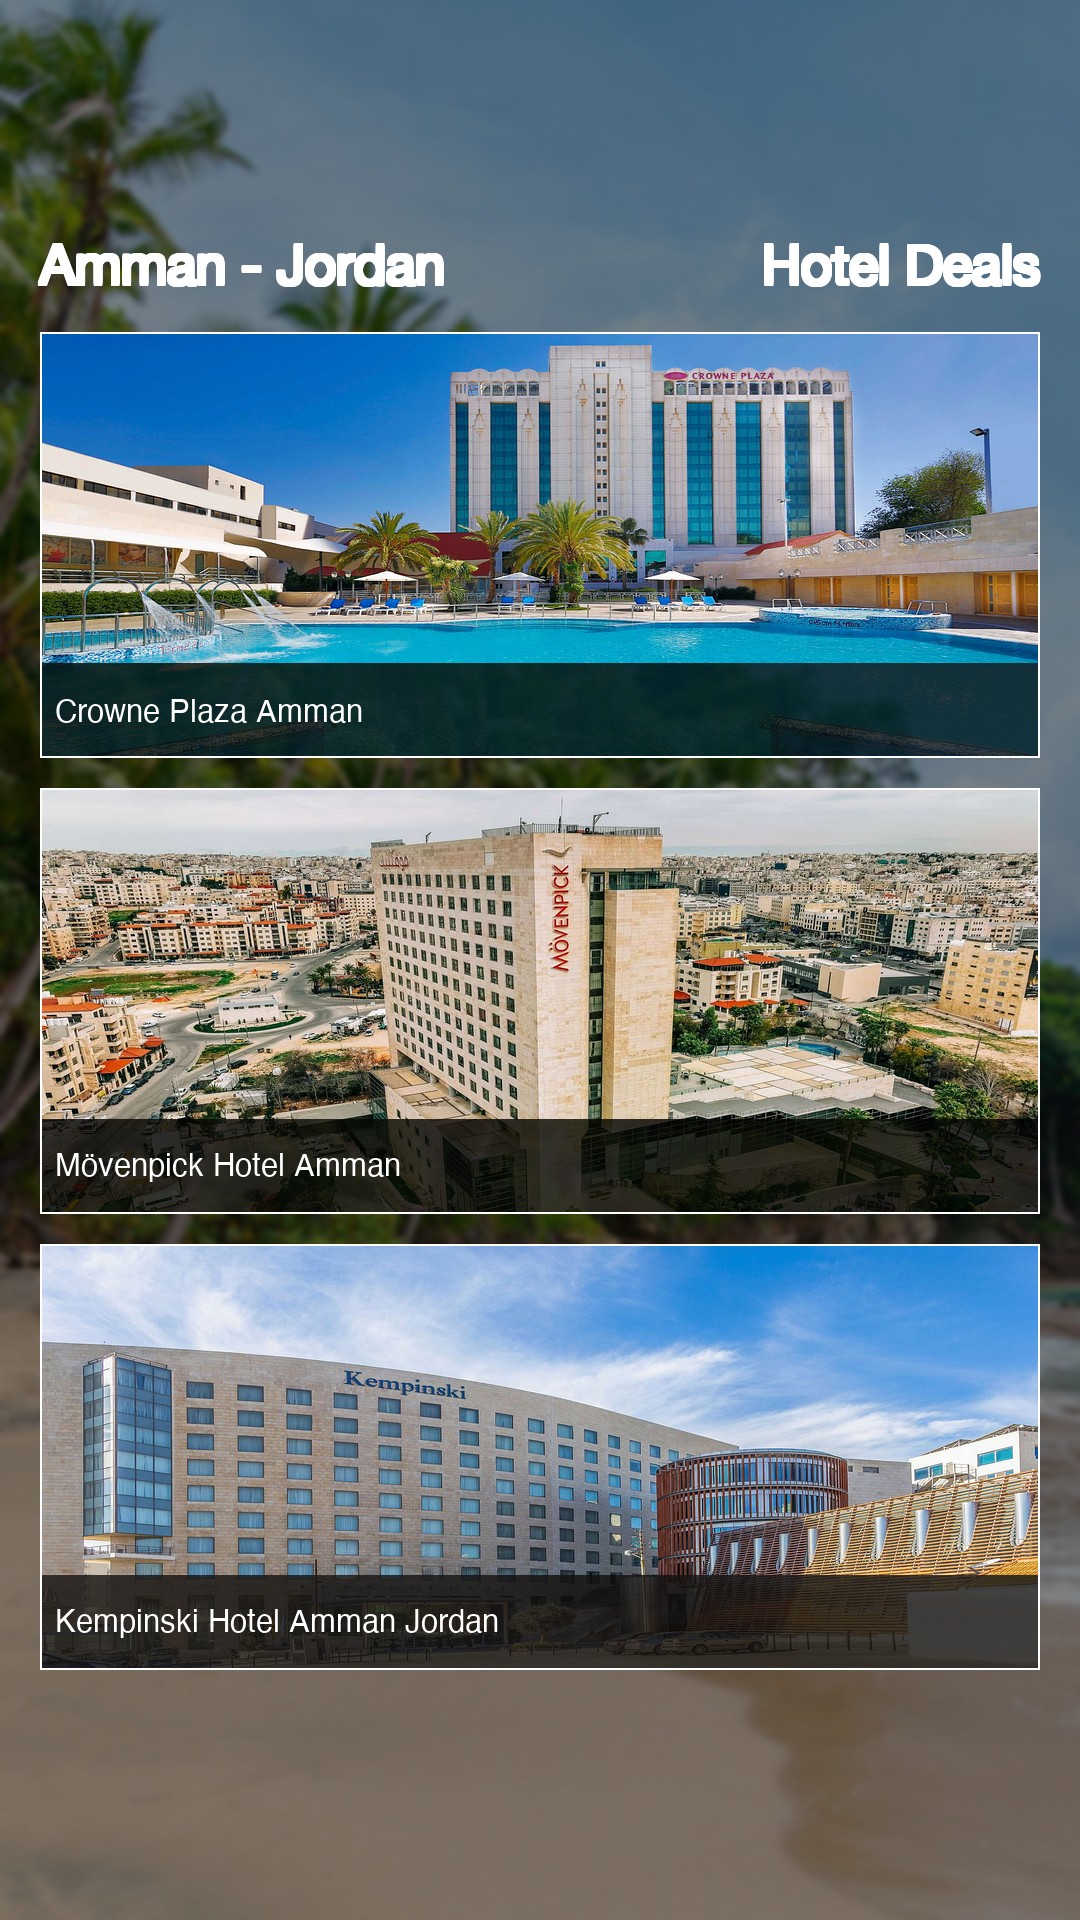 Amman - Jordan Hotel Deals
CROWNE PLAZA
Crowne Plaza Amman
MÖVENPICK
Mövenpick Hotel Amman
Kempinski
Kempinski Hotel Amman Jordan